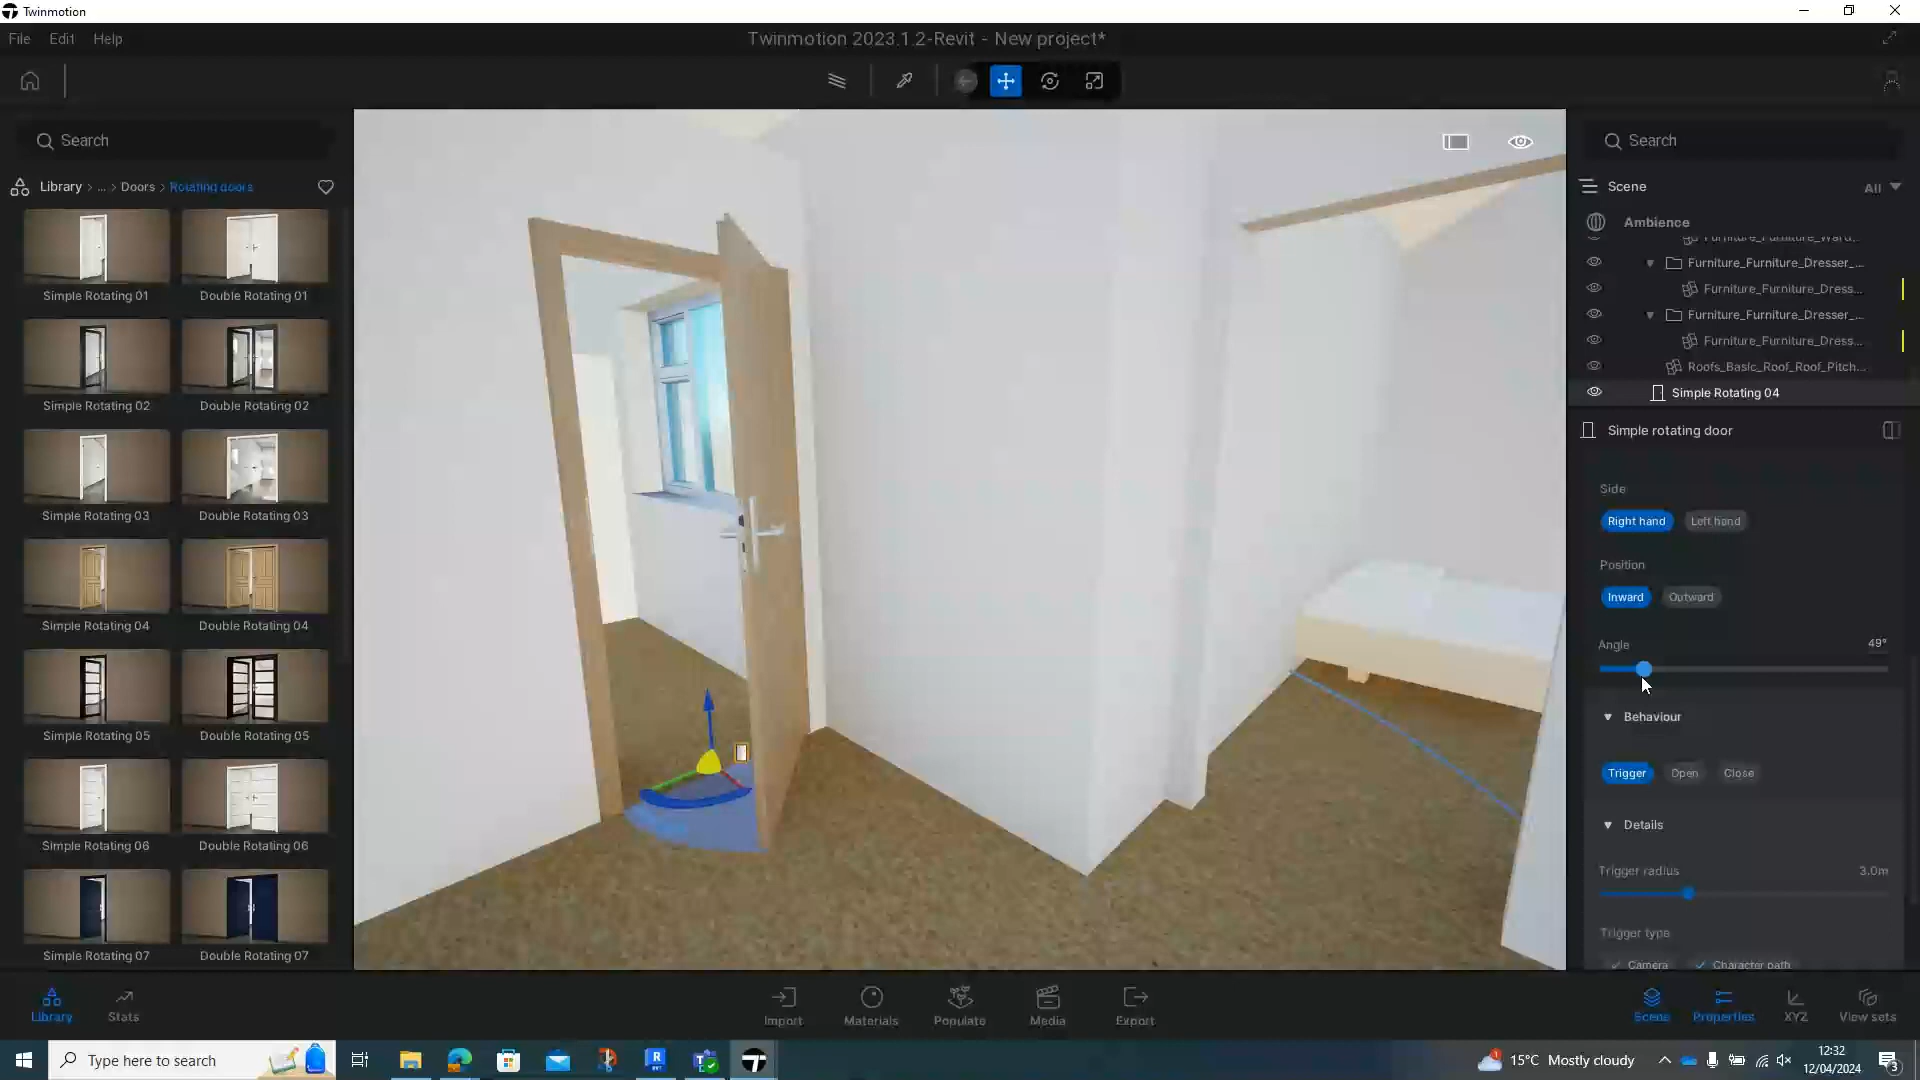 Twinmotion
File Edit Help
Twinmotion 2023.1.2-Revit - New project*
Search
Library > ... > Doors > Rotating doors
Simple Rotating 01
Double Rotating 01
Simple Rotating 02
Double Rotating 02
Simple Rotating 03
Double Rotating 03
Simple Rotating 04
Double Rotating 04
Simple Rotating 05
Double Rotating 05
Simple Rotating 06
Double Rotating 06
Simple Rotating 07
Double Rotating 07
Search
Scene All
Ambience
Furniture_Furniture_Ward...
Furniture_Furniture_Dresser_...
Furniture_Furniture_Dress...
Furniture_Furniture_Dresser_...
Furniture_Furniture_Dress...
Roofs_Basic_Roof_Roof_Pitch...
Simple Rotating 04
Simple rotating door
Side
Right hand Left hand
Position
Inward Outward
Angle 49°
Behaviour
Trigger Open Close
Details
Trigger radius 3.0m
Trigger type
Camera Character path
Library Stats
Import Materials Populate Media Export
Scene Properties XYZ View sets
Type here to search
15°C Mostly cloudy
12:32
12/04/2024
3